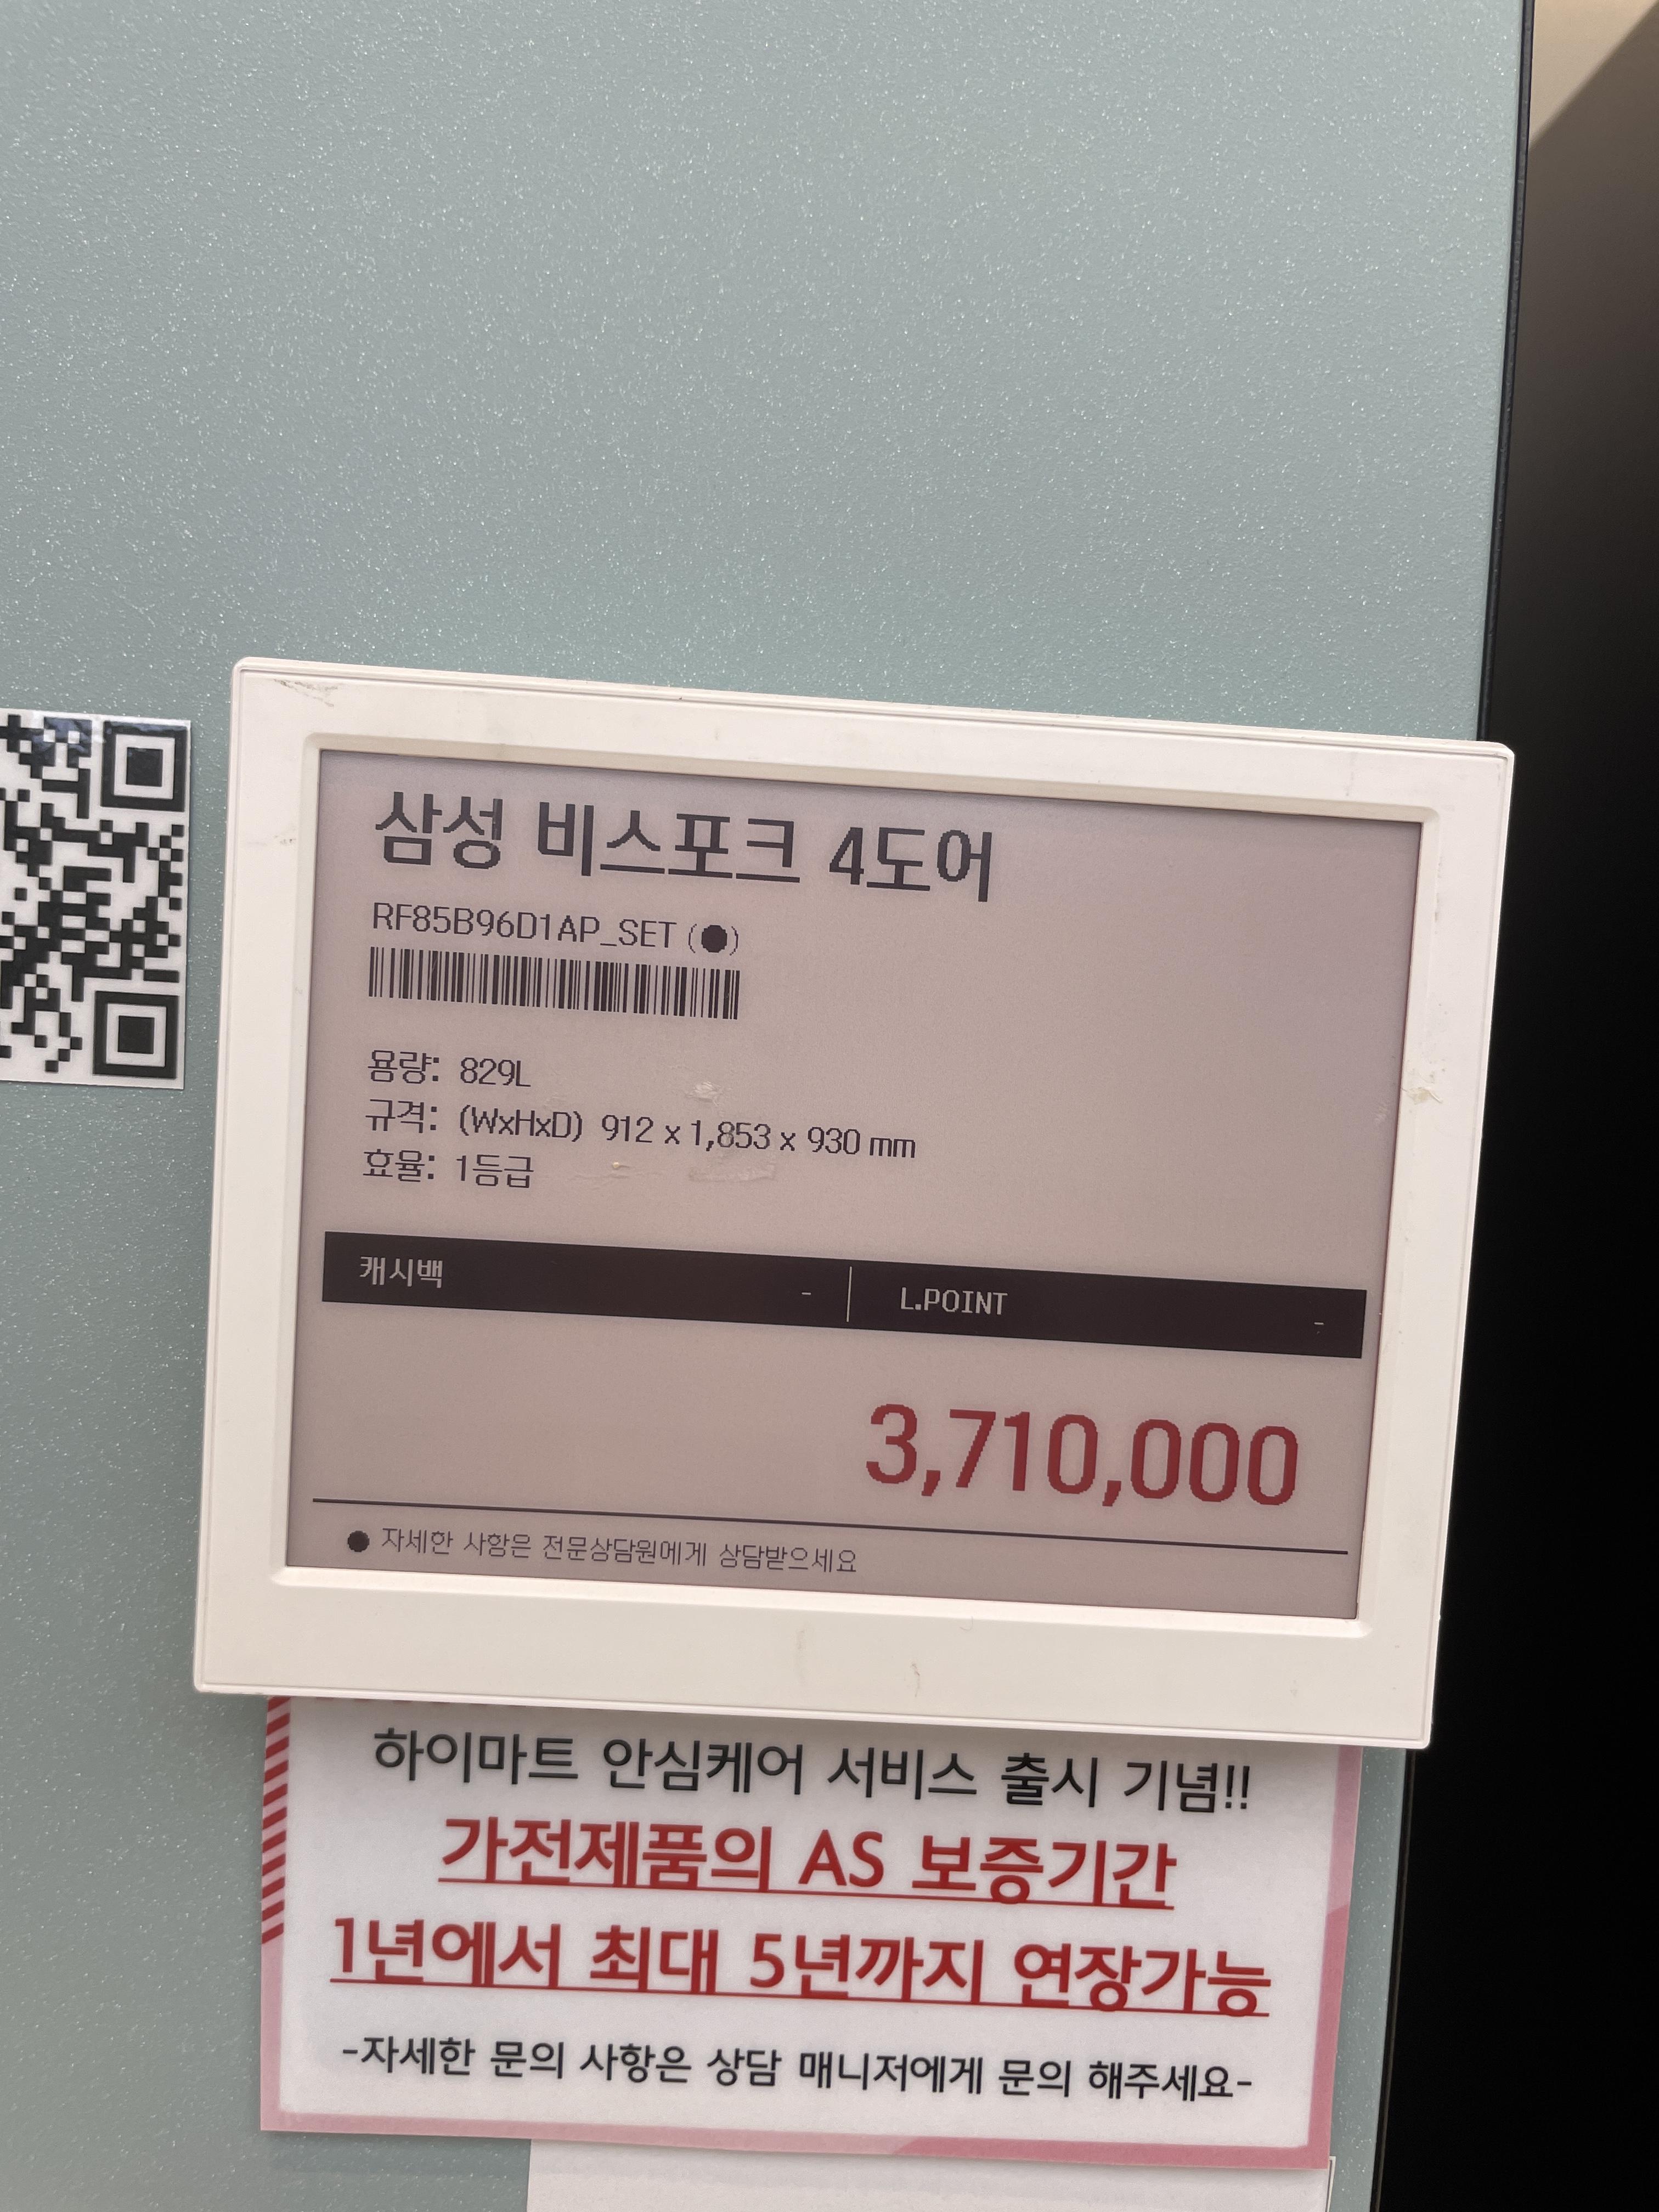 삼성 비스포크 4도어
RF85B96D1AP_SET (●)
용량: 829L
규격: (WxHxD) 912 x 1,853 x 930 mm
효율: 1등급
캐시백 - L.POINT -
3,710,000
● 자세한 사항은 전문상담원에게 상담받으세요
하이마트 안심케어 서비스 출시 기념!!
가전제품의 AS 보증기간
1년에서 최대 5년까지 연장가능
-자세한 문의 사항은 상담 매니저에게 문의 해주세요-